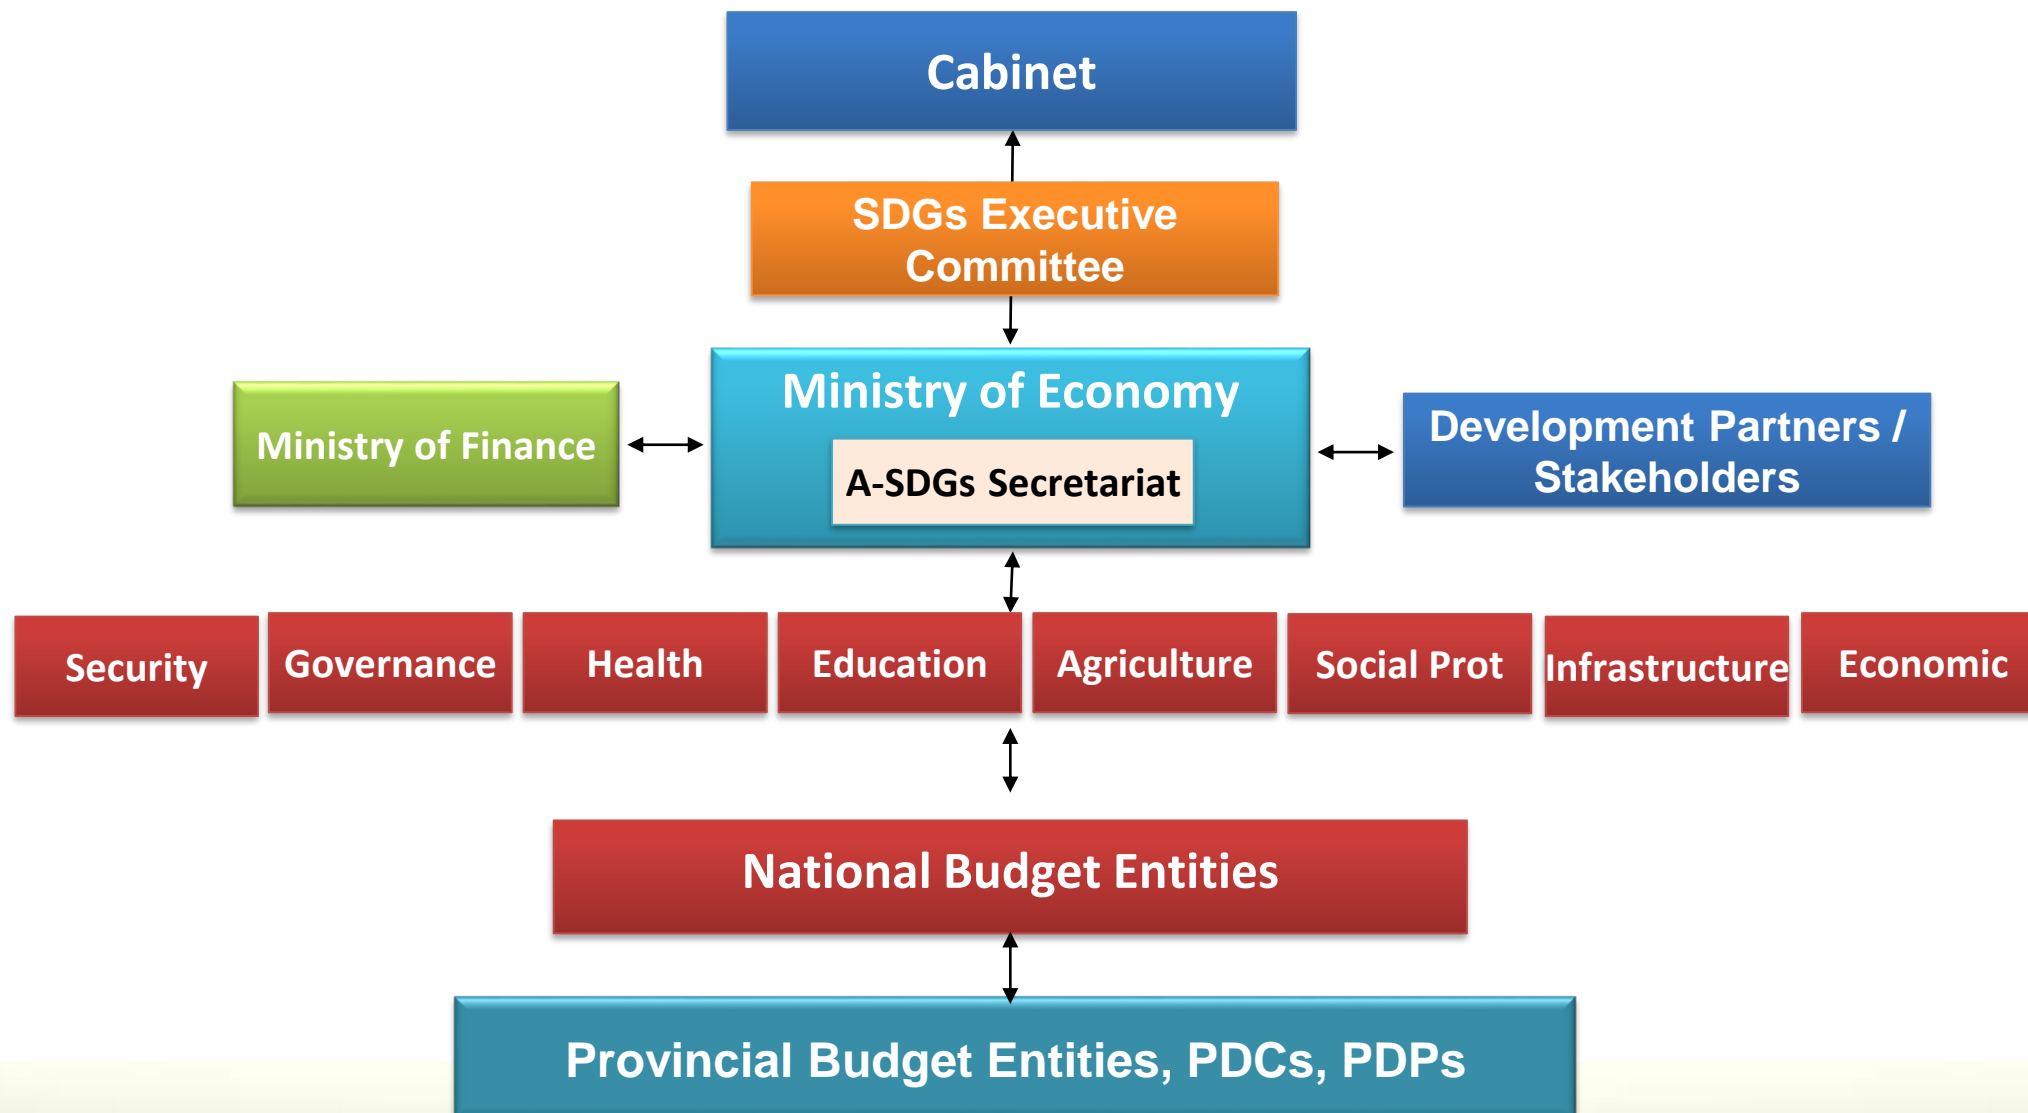 Cabinet
SDGs Executive
Committee
Ministry of Economy
A-SDGs Secretariat
Ministry of Finance
Development Partners /
Stakeholders
Security
Governance
Health
Education
Agriculture
Social Prot
Infrastructure
Economic
National Budget Entities
Provincial Budget Entities, PDCs, PDPs